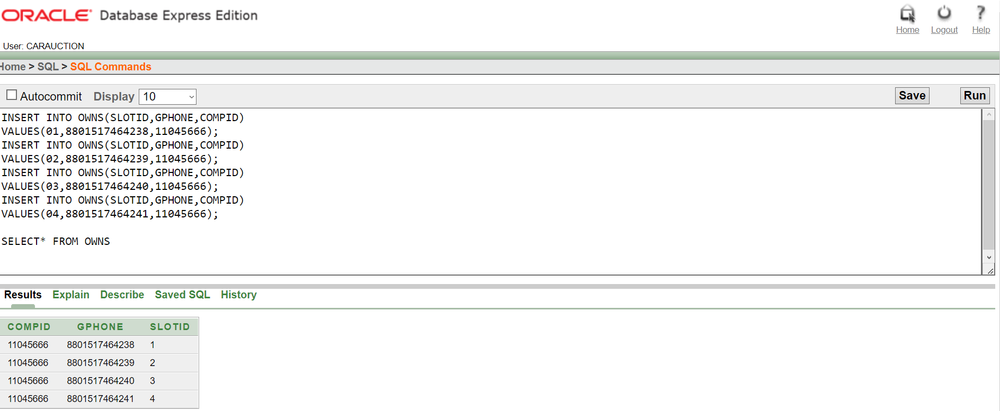 ORACLE Database Express Edition
Home Logout Help
User: CARAUCTION
Home > SQL > SQL Commands
Autocommit Display 10 Save Run
INSERT INTO OWNS(SLOTID,GPHONE,COMPID)
VALUES(01,8801517464238,11045666);
INSERT INTO OWNS(SLOTID,GPHONE,COMPID)
VALUES(02,8801517464239,11045666);
INSERT INTO OWNS(SLOTID,GPHONE,COMPID)
VALUES(03,8801517464240,11045666);
INSERT INTO OWNS(SLOTID,GPHONE,COMPID)
VALUES(04,8801517464241,11045666);
SELECT* FROM OWNS
Results Explain Describe Saved SQL History
COMPID GPHONE SLOTID
11045666 8801517464238 1
11045666 8801517464239 2
11045666 8801517464240 3
11045666 8801517464241 4